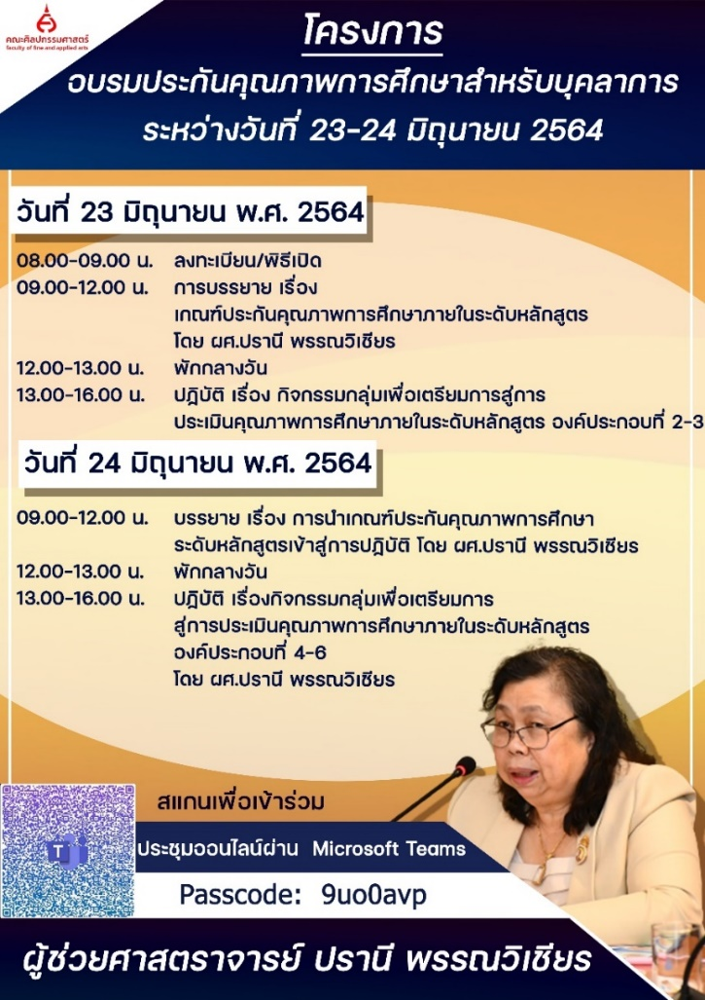 คณะศิลปกรรมศาสตร์
faculty of fine and applied arts
โครงการ
อบรมประกันคุณภาพการศึกษาสำหรับบุคลาการ
ระหว่างวันที่ 23-24 มิถุนายน 2564
วันที่ 23 มิถุนายน พ.ศ. 2564
08.00-09.00 น. ลงทะเบียน/พิธีเปิด
09.00-12.00 น. การบรรยาย เรื่อง
เกณฑ์ประกันคุณภาพการศึกษาภายในระดับหลักสูตร
โดย ผศ.ปรานี พรรณวิเชียร
12.00-13.00 น. พักกลางวัน
13.00-16.00 น. ปฎิบัติ เรื่อง กิจกรรมกลุ่มเพื่อเตรียมการสู่การ
ประเมินคุณภาพการศึกษาภายในระดับหลักสูตร องค์ประกอบที่ 2-3
วันที่ 24 มิถุนายน พ.ศ. 2564
09.00-12.00 น. บรรยาย เรื่อง การนำเกณฑ์ประกันคุณภาพการศึกษา
ระดับหลักสูตรเข้าสู่การปฎิบัติ โดย ผศ.ปรานี พรรณวิเชียร
12.00-13.00 น. พักกลางวัน
13.00-16.00 น. ปฎิบัติ เรื่องกิจกรรมกลุ่มเพื่อเตรียมการ
สู่การประเมินคุณภาพการศึกษาภายในระดับหลักสูตร
องค์ประกอบที่ 4-6
โดย ผศ.ปรานี พรรณวิเชียร
สแกนเพื่อเข้าร่วม
ประชุมออนไลน์ผ่าน Microsoft Teams
Passcode: 9uo0avp
ผู้ช่วยศาสตราจารย์ ปรานี พรรณวิเชียร